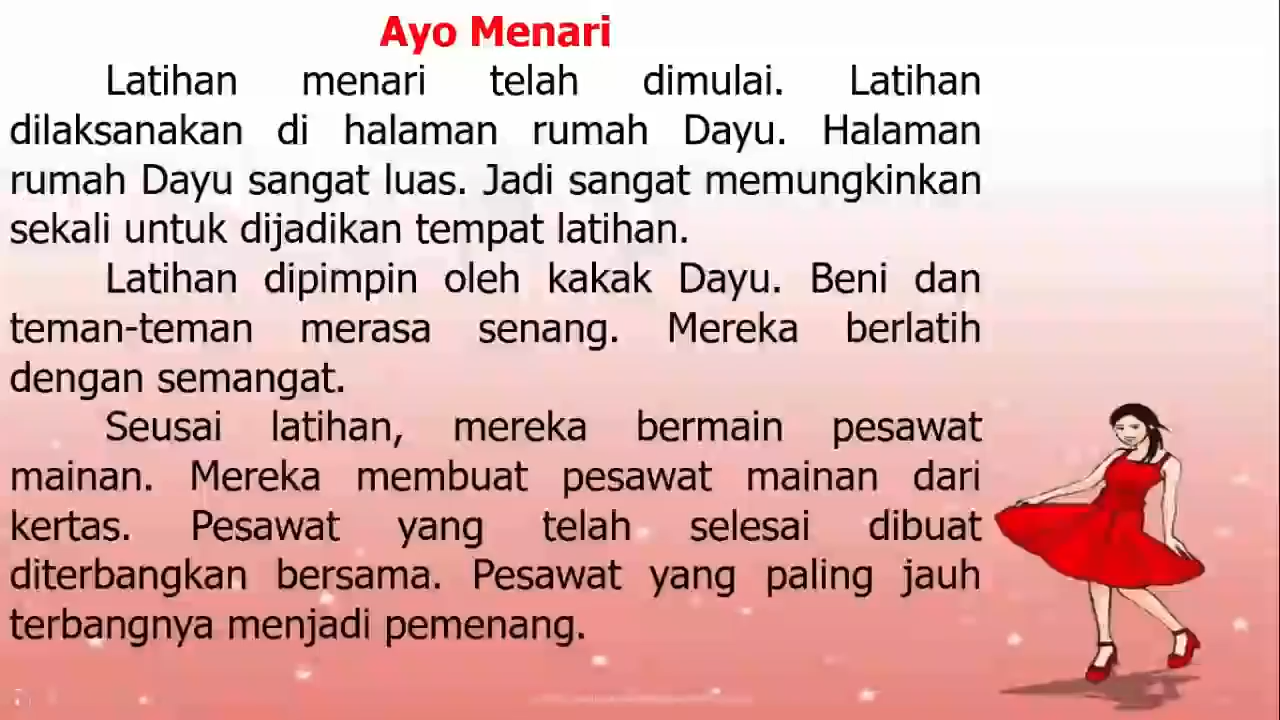 Ayo Menari
Latihan menari telah dimulai. Latihan
dilaksanakan di halaman rumah Dayu. Halaman
rumah Dayu sangat luas. Jadi sangat memungkinkan
sekali untuk dijadikan tempat latihan.
Latihan dipimpin oleh kakak Dayu. Beni dan
teman-teman merasa senang. Mereka berlatih
dengan semangat.
Seusai latihan, mereka bermain pesawat
mainan. Mereka membuat pesawat mainan dari
kertas. Pesawat yang telah selesai dibuat
diterbangkan bersama. Pesawat yang paling jauh
terbangnya menjadi pemenang.